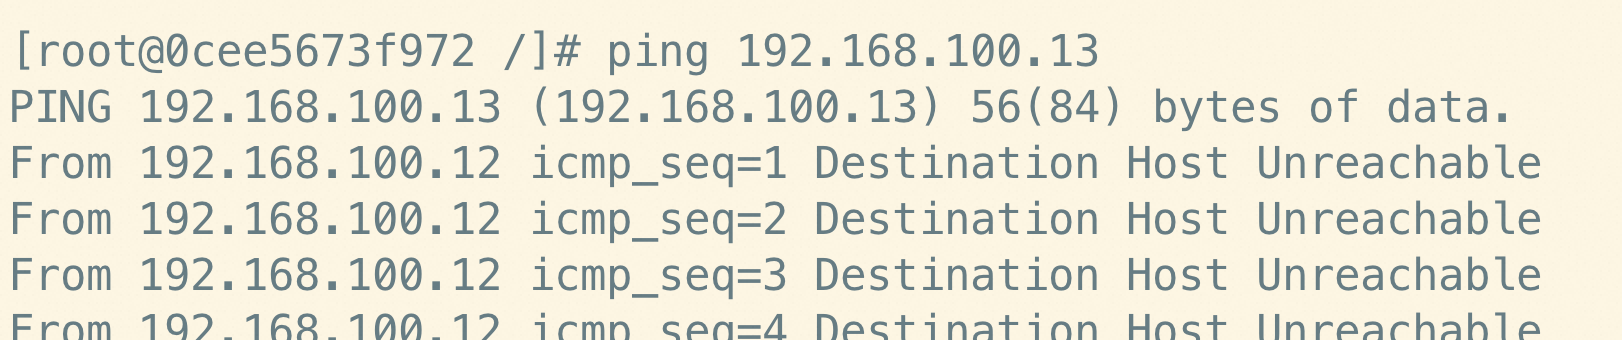 [root@0cee5673f972 /]# ping 192.168.100.13
PING 192.168.100.13 (192.168.100.13) 56(84) bytes of data.
From 192.168.100.12 icmp_seq=1 Destination Host Unreachable
From 192.168.100.12 icmp_seq=2 Destination Host Unreachable
From 192.168.100.12 icmp_seq=3 Destination Host Unreachable
From 192.168.100.12 icmp_seq=4 Destination Host Unreachable